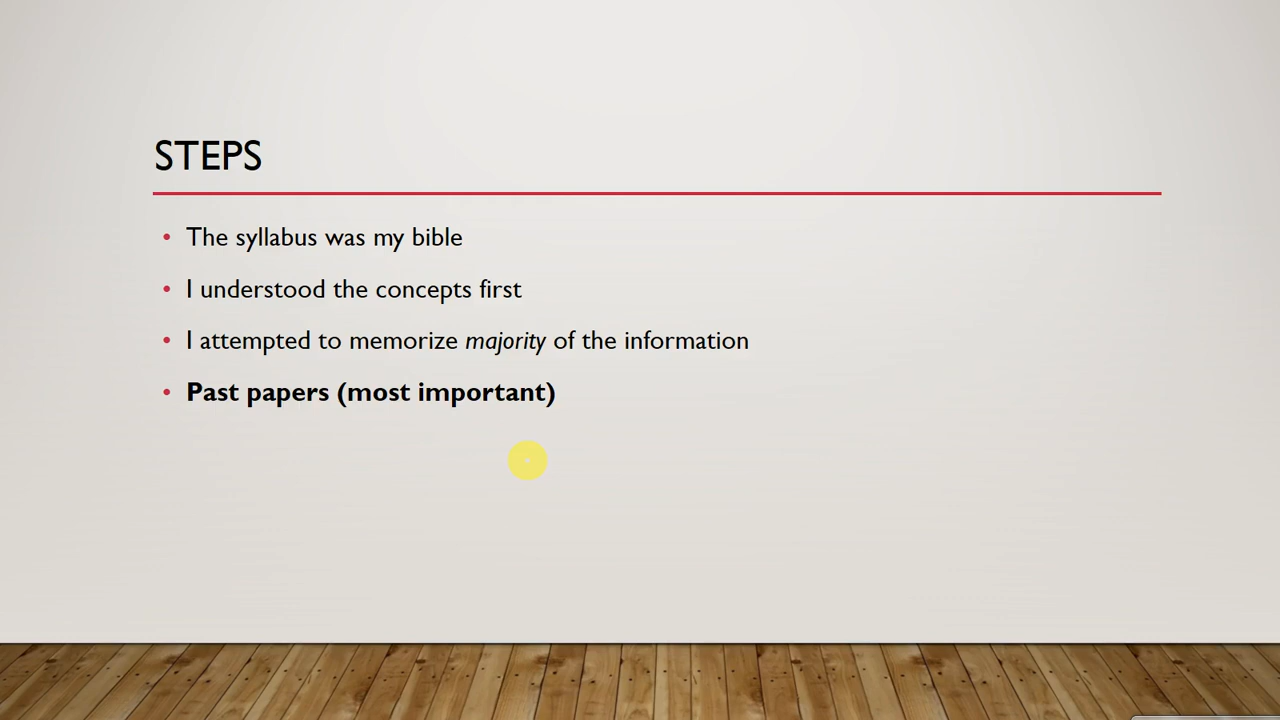 STEPS
• The syllabus was my bible
• I understood the concepts first
• I attempted to memorize majority of the information
• Past papers (most important)